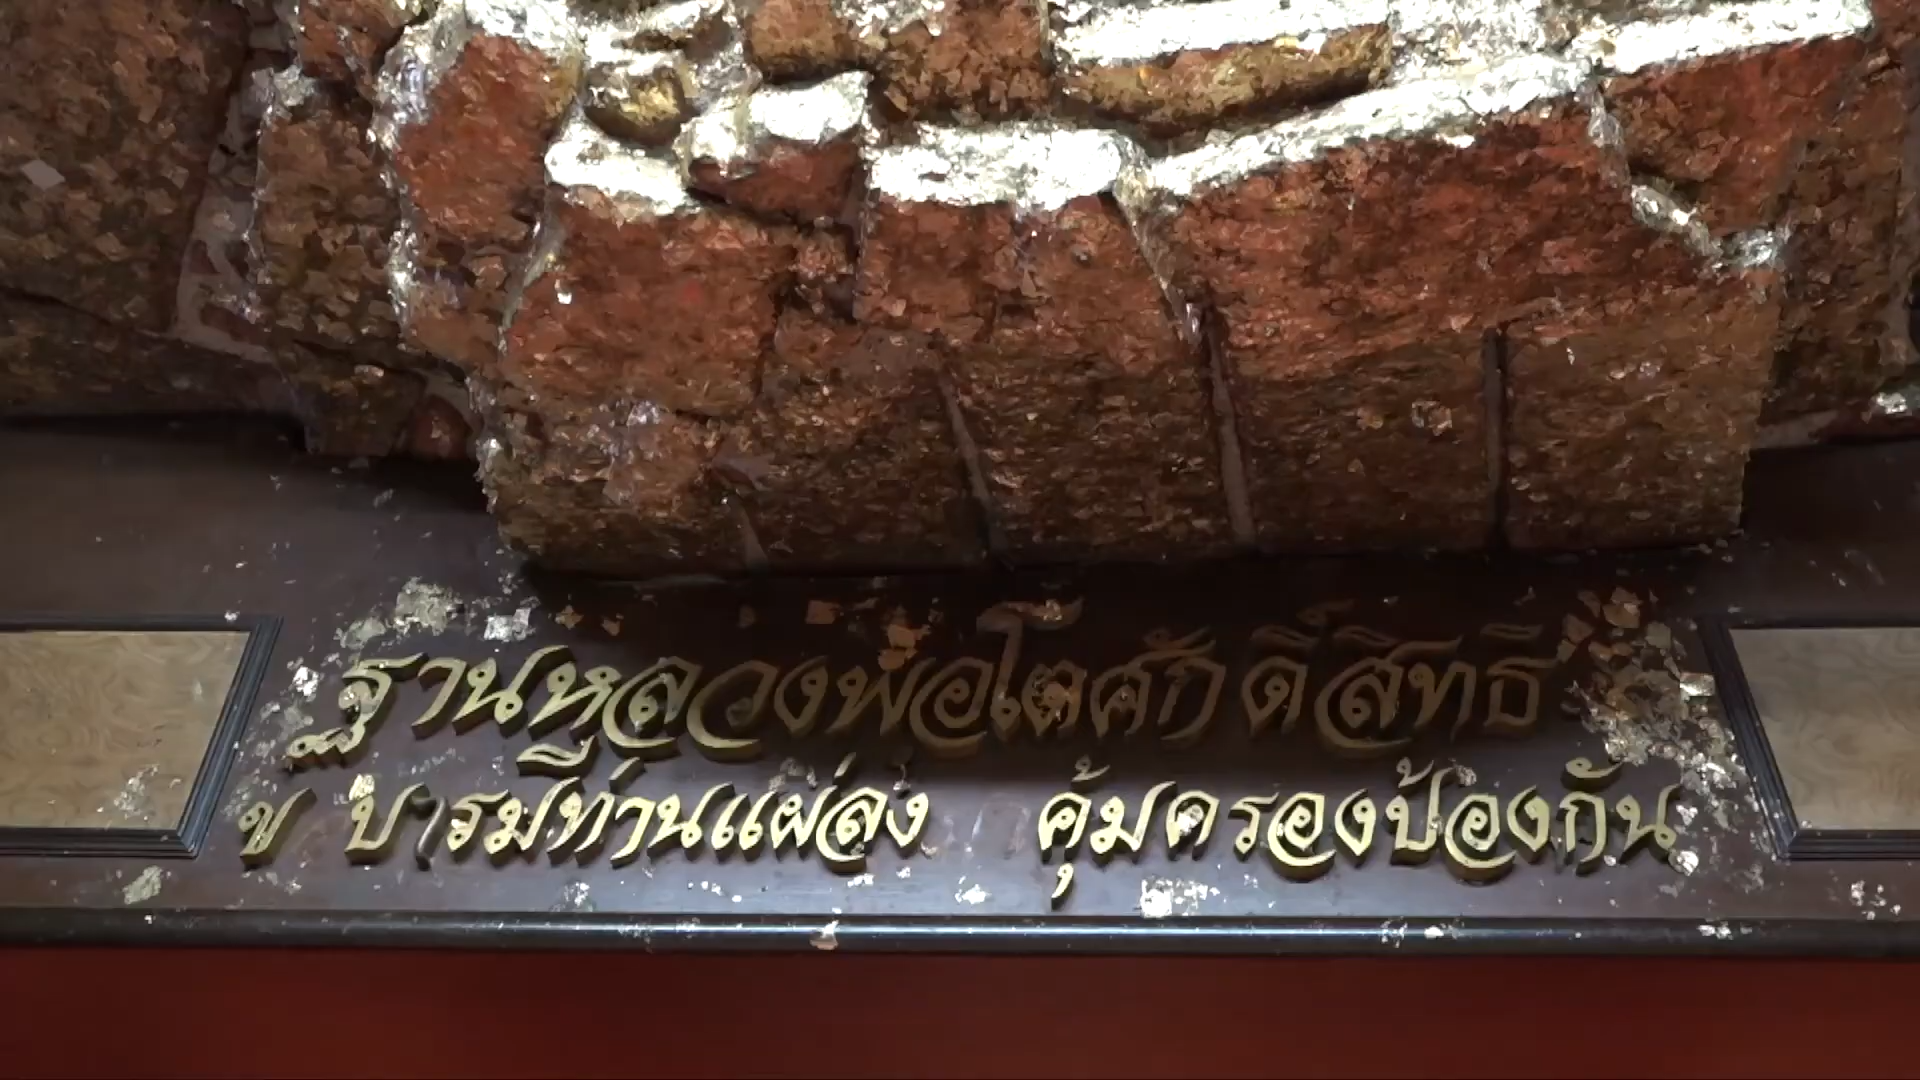 ฐานหลวงพ่อโตศักดิ์สิทธิ
บารมีท่านแผ่ลง คุ้มครองป้องกัน